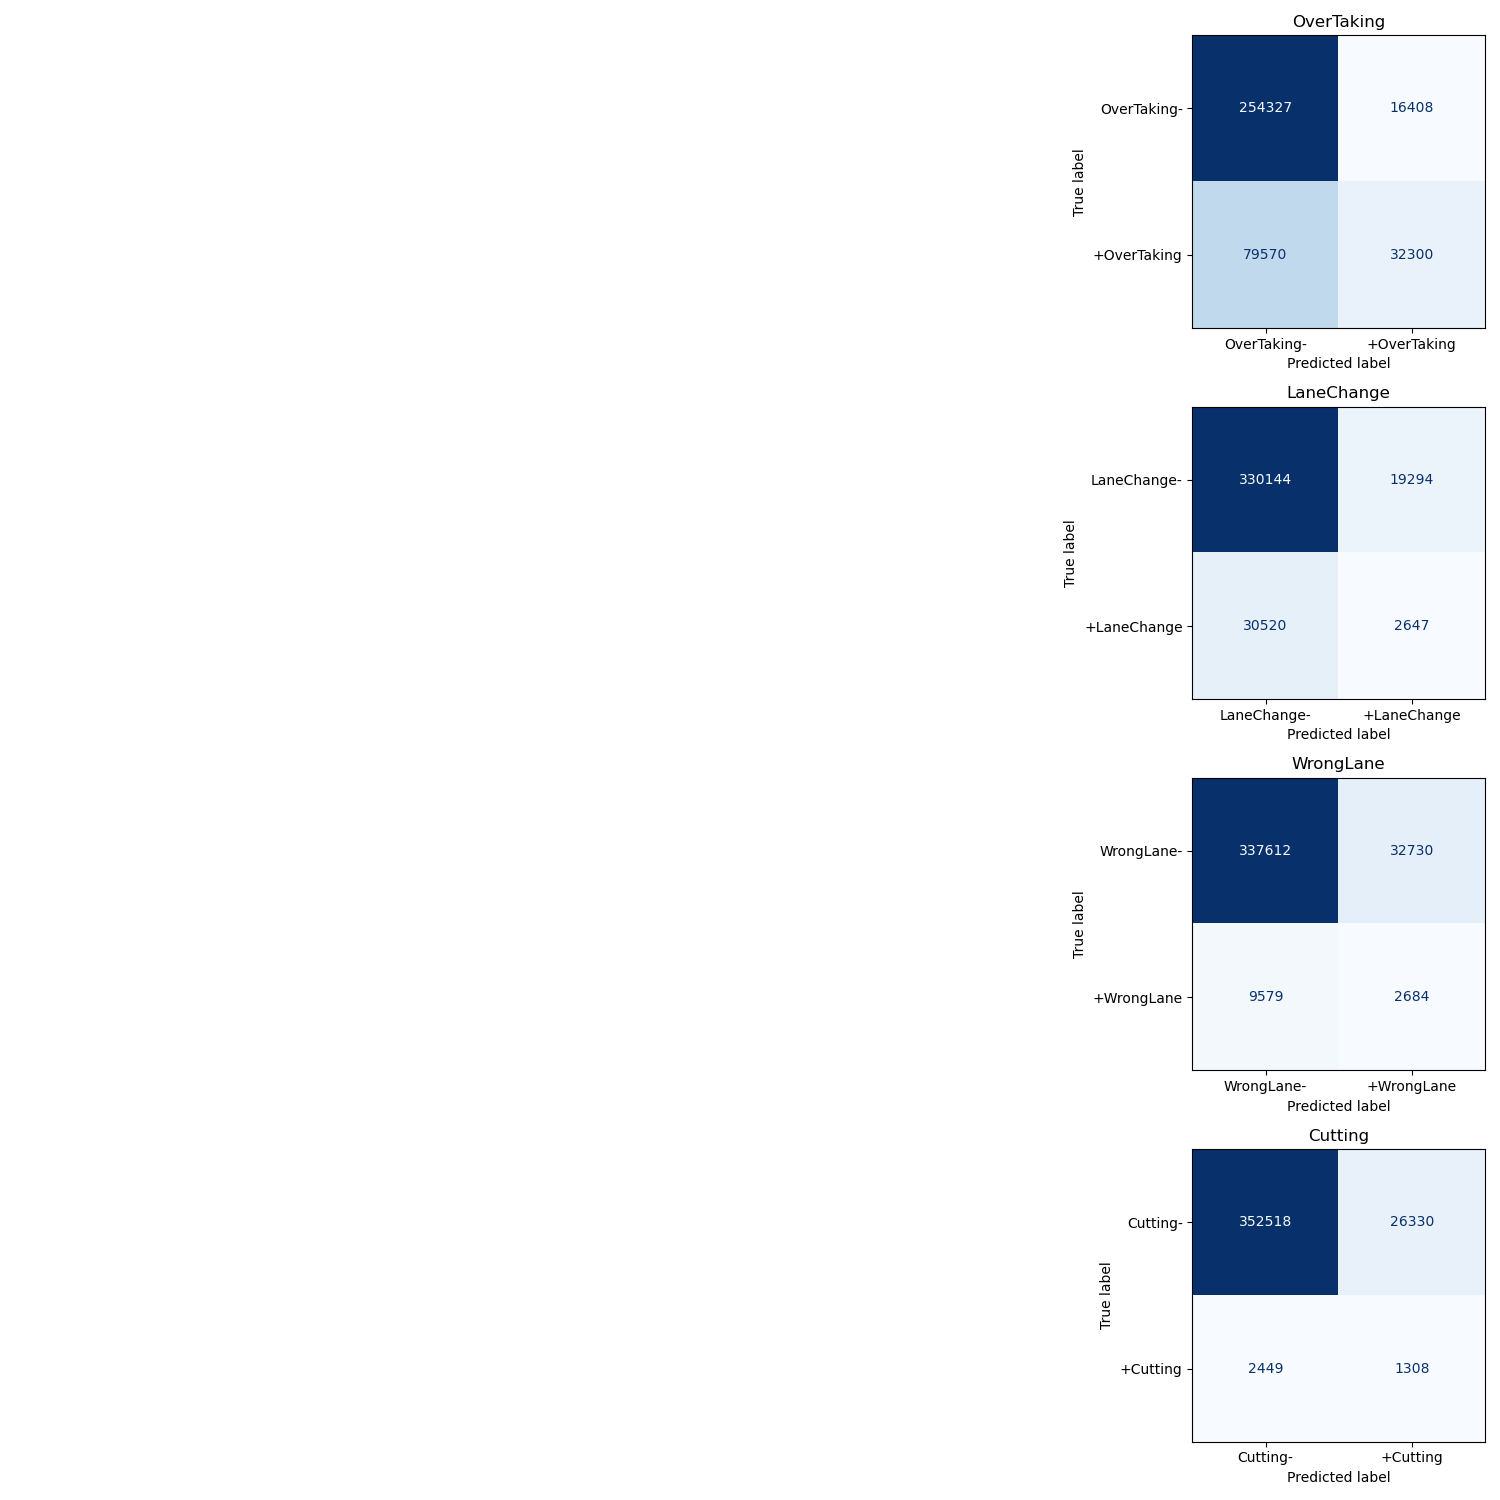 OverTaking
OverTaking-
254327 16408
True label
+OverTaking
79570 32300
OverTaking- +OverTaking
Predicted label
LaneChange
LaneChange-
330144 19294
True label
+LaneChange
30520 2647
LaneChange- +LaneChange
Predicted label
WrongLane
WrongLane-
337612 32730
True label
+WrongLane
9579 2684
WrongLane- +WrongLane
Predicted label
Cutting
Cutting-
352518 26330
True label
+Cutting
2449 1308
Cutting- +Cutting
Predicted label